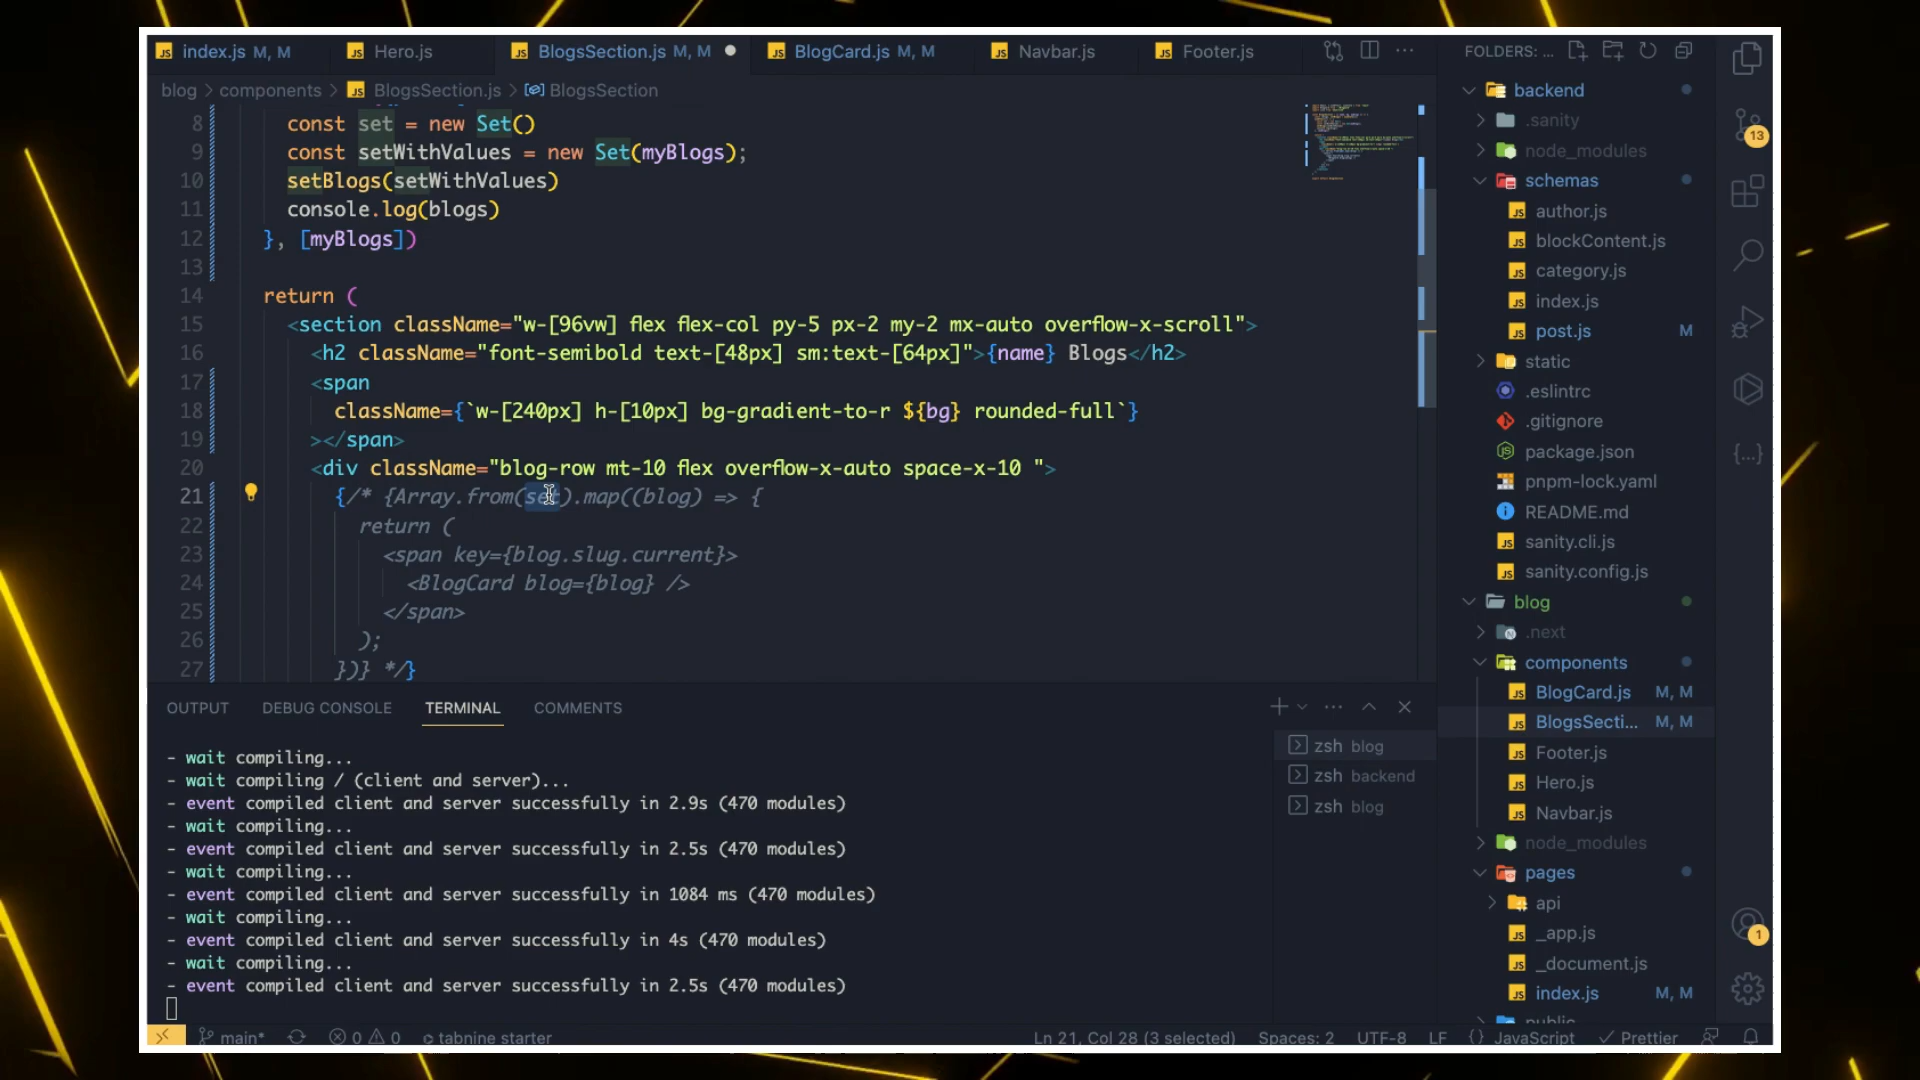 index.js M, M
Hero.js
BlogsSection.js M, M
BlogCard.js M, M
Navbar.js
Footer.js
FOLDERS: ...
blog > components > BlogsSection.js > BlogsSection
8 const set = new Set()
9 const setWithValues = new Set(myBlogs);
10 setBlogs(setWithValues)
11 console.log(blogs)
12 }, [myBlogs])
13
14 return (
15 <section className="w-[96vw] flex flex-col py-5 px-2 my-2 mx-auto overflow-x-scroll">
16 <h2 className="font-semibold text-[48px] sm:text-[64px]">{name} Blogs</h2>
17 <span
18 className={`w-[240px] h-[10px] bg-gradient-to-r ${bg} rounded-full`}
19 ></span>
20 <div className="blog-row mt-10 flex overflow-x-auto space-x-10 ">
21 {/* {Array.from(set).map((blog) => {
22 return (
23 <span key={blog.slug.current}>
24 <BlogCard blog={blog} />
25 </span>
26 );
27 })} */}
OUTPUT DEBUG CONSOLE TERMINAL COMMENTS
- wait compiling...
- wait compiling / (client and server)...
- event compiled client and server successfully in 2.9s (470 modules)
- wait compiling...
- event compiled client and server successfully in 2.5s (470 modules)
- wait compiling...
- event compiled client and server successfully in 1084 ms (470 modules)
- wait compiling...
- event compiled client and server successfully in 4s (470 modules)
- wait compiling...
- event compiled client and server successfully in 2.5s (470 modules)
zsh blog
zsh backend
zsh blog
backend
.sanity
node_modules
schemas
author.js
blockContent.js
category.js
index.js
post.js M
static
.eslintrc
.gitignore
package.json
pnpm-lock.yaml
README.md
sanity.cli.js
sanity.config.js
blog
.next
components
BlogCard.js M, M
BlogsSecti... M, M
Footer.js
Hero.js
Navbar.js
node_modules
pages
api
_app.js
_document.js
index.js M, M
public
13
1
main* 0 0 tabnine starter
Ln 21, Col 28 (3 selected) Spaces: 2 UTF-8 LF {} JavaScript Prettier